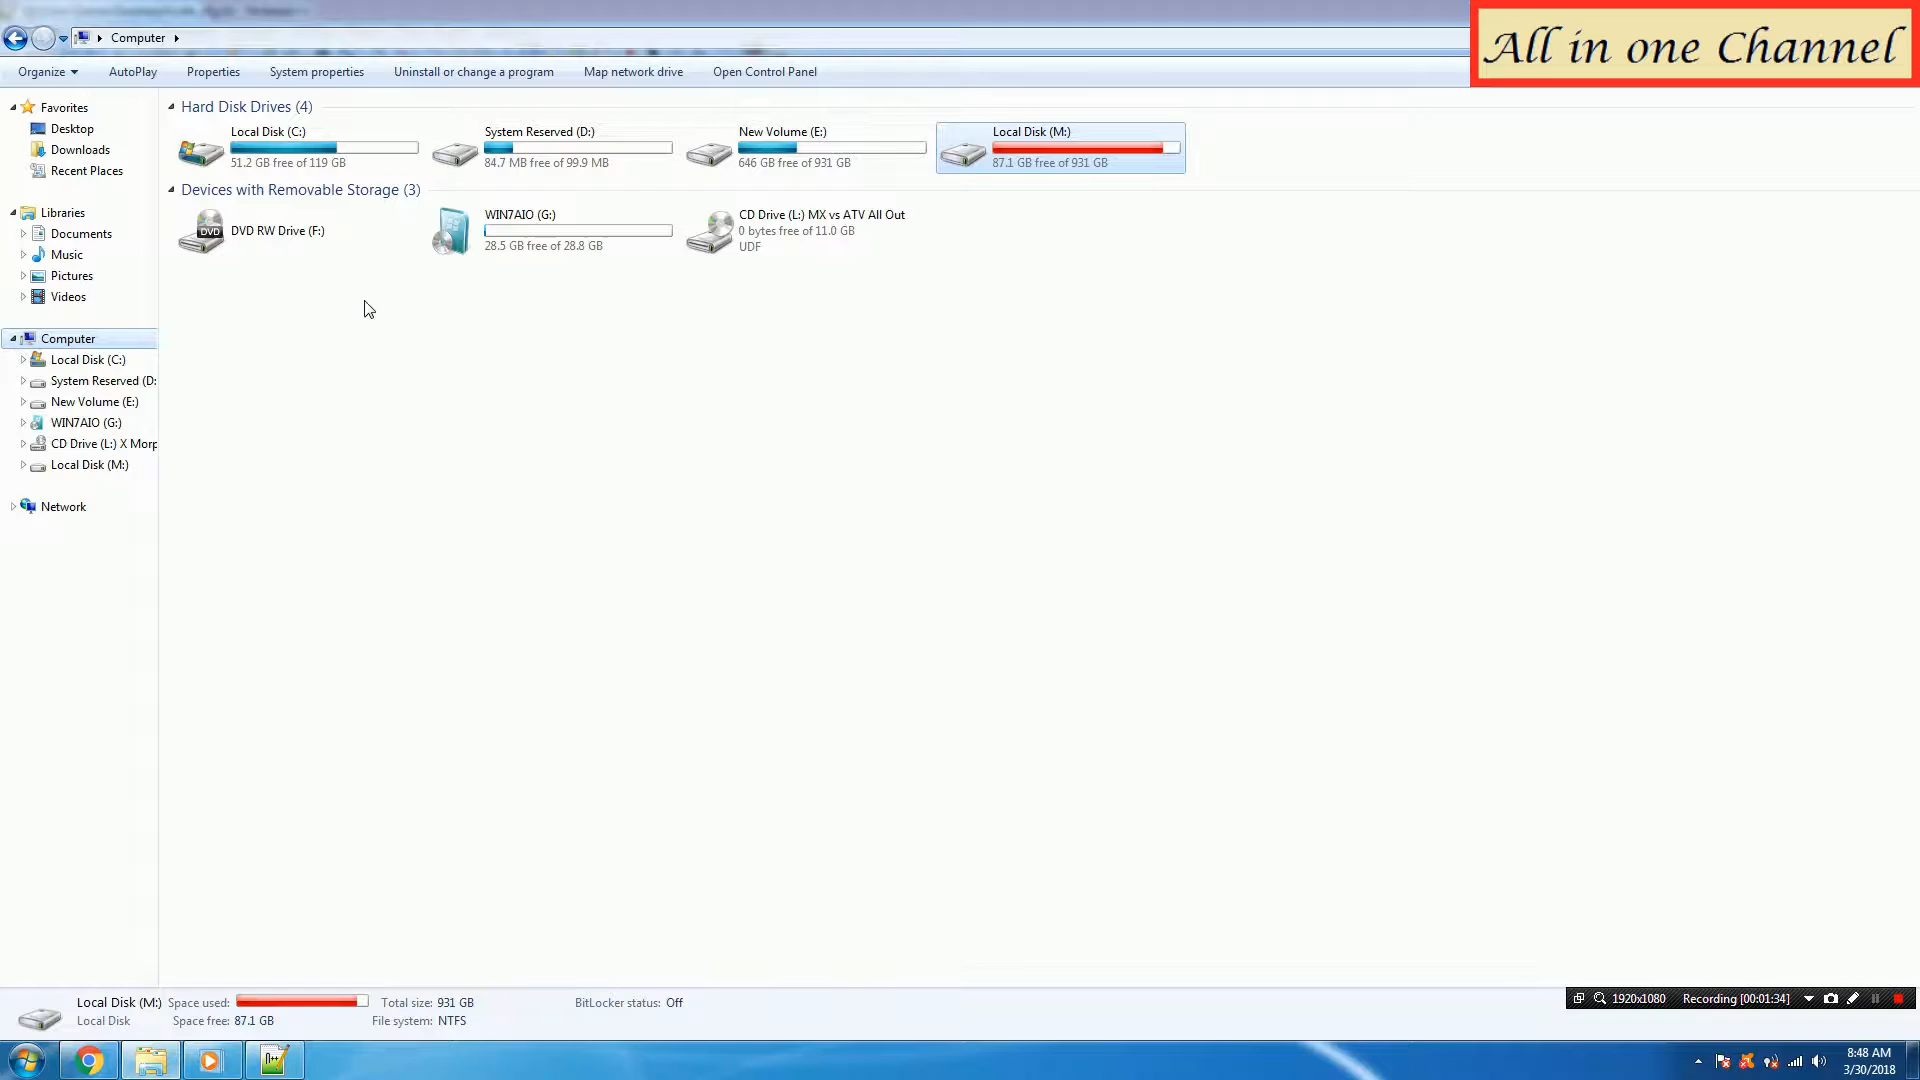 Computer
All in one Channel
Organize
AutoPlay
Properties
System properties
Uninstall or change a program
Map network drive
Open Control Panel
Favorites
Desktop
Downloads
Recent Places
Libraries
Documents
Music
Pictures
Videos
Computer
Local Disk (C:)
System Reserved (D:
New Volume (E:)
WIN7AIO (G:)
CD Drive (L:) X Morp
Local Disk (M:)
Network
Hard Disk Drives (4)
Local Disk (C:)
51.2 GB free of 119 GB
System Reserved (D:)
84.7 MB free of 99.9 MB
New Volume (E:)
646 GB free of 931 GB
Local Disk (M:)
87.1 GB free of 931 GB
Devices with Removable Storage (3)
DVD
DVD RW Drive (F:)
WIN7AIO (G:)
28.5 GB free of 28.8 GB
CD Drive (L:) MX vs ATV All Out
0 bytes free of 11.0 GB
UDF
Local Disk (M:) Space used: Total size: 931 GB BitLocker status: Off
Local Disk Space free: 87.1 GB File system: NTFS
1920x1080 Recording [00:01:34]
8:48 AM
3/30/2018